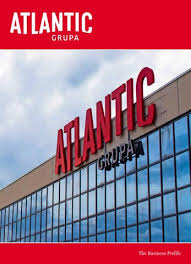 ATLANTIC
GRUPA
ATLANTIC
GRUPA
The Business Profile